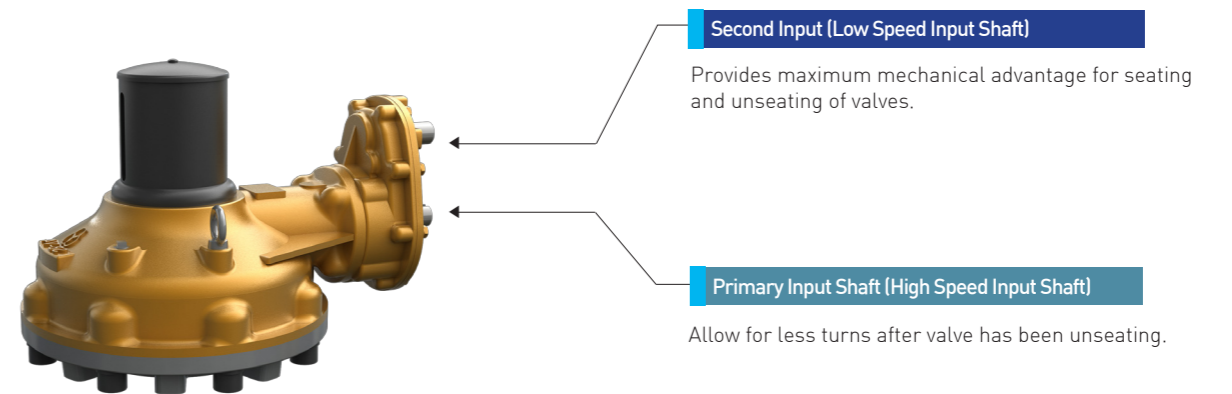 Second Input (Low Speed Input Shaft)
Provides maximum mechanical advantage for seating
and unseating of valves.
Primary Input Shaft (High Speed Input Shaft)
Allow for less turns after valve has been unseating.